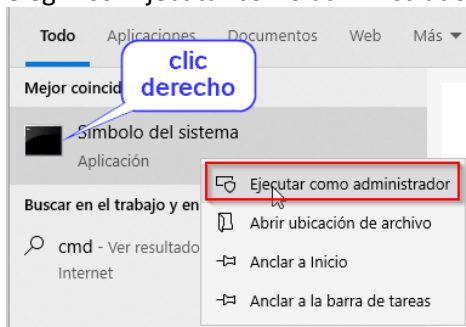 Todo Aplicaciones Documentos Web Más
clic
derecho
Mejor coincid
Símbolo del sistema
Aplicación
Ejecutar como administrador
Buscar en el trabajo y en
Abrir ubicación de archivo
cmd - Ver resultado
Internet
Anclar a Inicio
Anclar a la barra de tareas